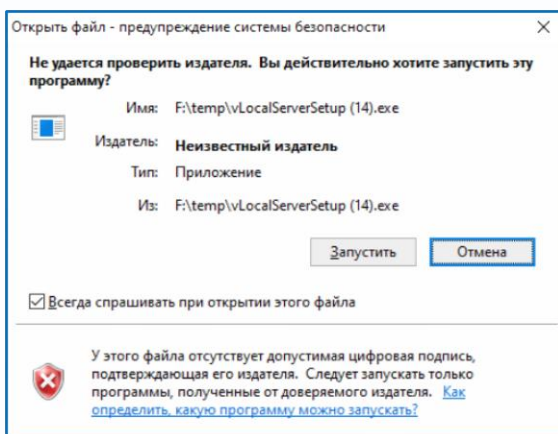 Открыть файл - предупреждение системы безопасности
Не удается проверить издателя. Вы действительно хотите запустить эту
программу?
Имя: F:\temp\vLocalServerSetup (14).exe
Издатель: Неизвестный издатель
Тип: Приложение
Из: F:\temp\vLocalServerSetup (14).exe
Запустить Отмена
Всегда спрашивать при открытии этого файла
У этого файла отсутствует допустимая цифровая подпись,
подтверждающая его издателя. Следует запускать только
программы, полученные от доверяемого издателя. Как
определить, какую программу можно запускать?